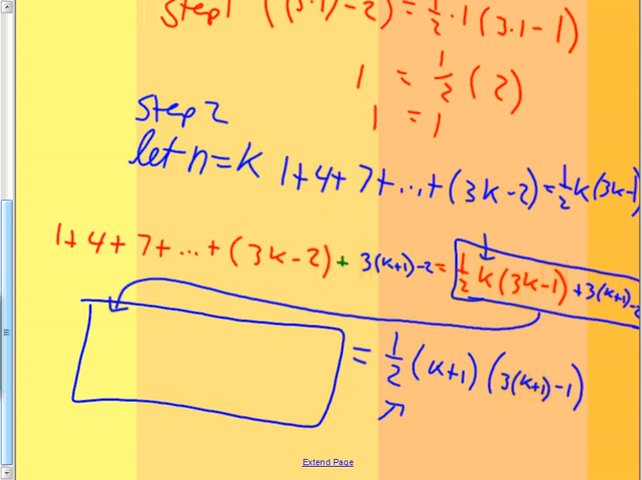 Step 1 ((3·1)-2) = 1/2·1(3·1-1)
1 = 1/2(2)
1 = 1
Step 2
let n=k 1+4+7+...+(3k-2)=1/2k(3k-1)
1+4+7+...+(3k-2)+3(k+1)-2=1/2k(3k-1)+3(k+1)-2
= 1/2(k+1)(3(k+1)-1)
Extend Page